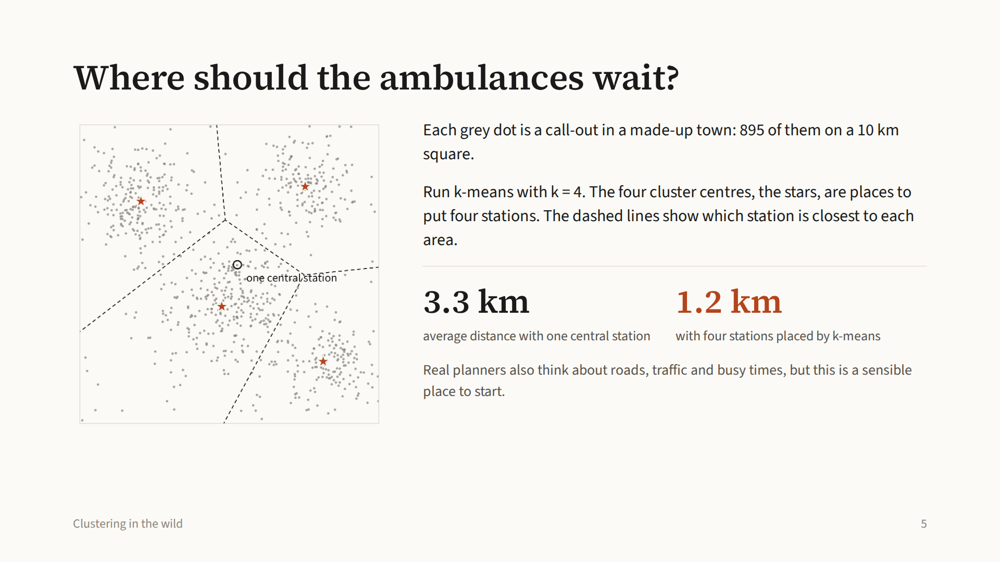 Where should the ambulances wait?
one central station
Each grey dot is a call-out in a made-up town: 895 of them on a 10 km
square.
Run k-means with k = 4. The four cluster centres, the stars, are places to
put four stations. The dashed lines show which station is closest to each
area.
3.3 km
average distance with one central station
1.2 km
with four stations placed by k-means
Real planners also think about roads, traffic and busy times, but this is a sensible
place to start.
Clustering in the wild
5